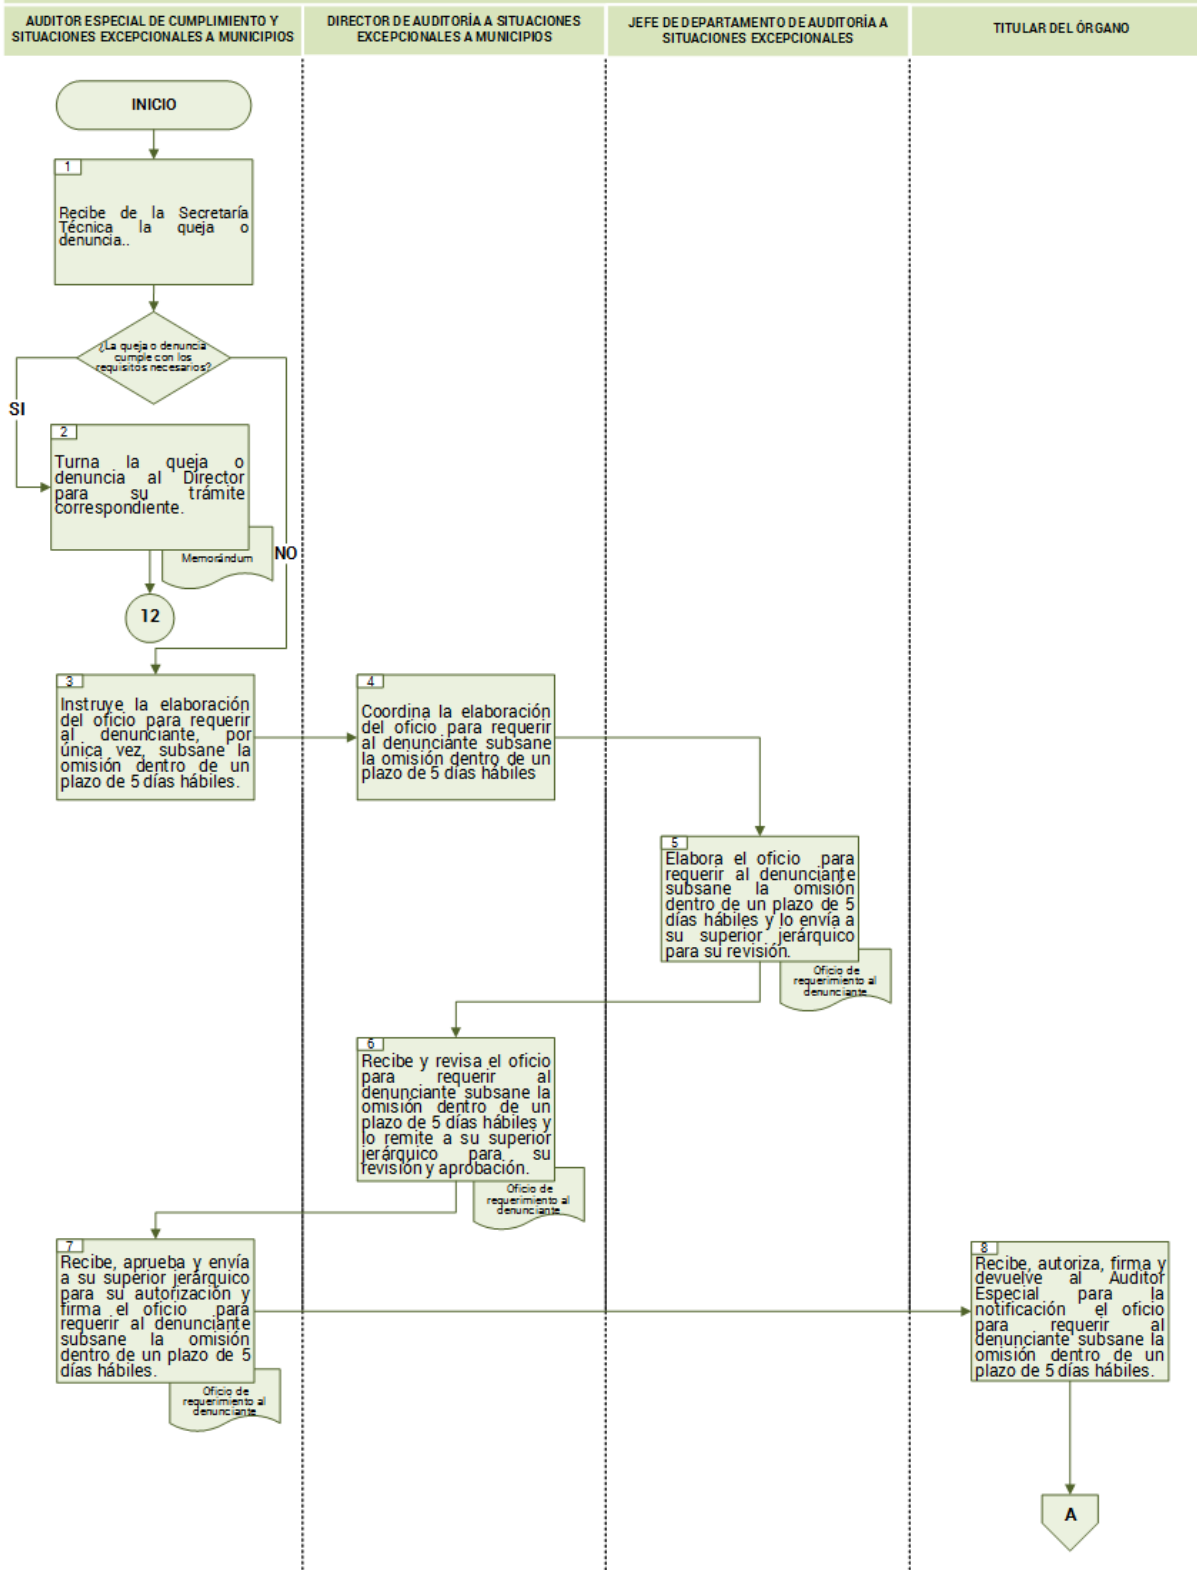 AUDITOR ESPECIAL DE CUMPLIMIENTO Y
SITUACIONES EXCEPCIONALES A MUNICIPIOS
DIRECTOR DE AUDITORÍA A SITUACIONES
EXCEPCIONALES A MUNICIPIOS
JEFE DE DEPARTAMENTO DE AUDITORÍA A
SITUACIONES EXCEPCIONALES
TITULAR DEL ÓRGANO
INICIO
1
Recibe de la Secretaría
Técnica la queja o
denuncia..
¿La queja o denuncia
cumple con los
requisitos necesarios?
SI
2
Turna la queja o
denuncia al Director
para su trámite
correspondiente.
Memorándum
NO
12
3
Instruye la elaboración
del oficio para requerir
al denunciante, por
única vez, subsane la
omisión dentro de un
plazo de 5 días hábiles.
4
Coordina la elaboración
del oficio para requerir
al denunciante subsane
la omisión dentro de un
plazo de 5 días hábiles
5
Elabora el oficio para
requerir al denunciante
subsane la omisión
dentro de un plazo de 5
días hábiles y lo envía a
su superior jerárquico
para su revisión.
Oficio de
requerimiento al
denunciante
6
Recibe y revisa el oficio
para requerir al
denunciante subsane la
omisión dentro de un
plazo de 5 días hábiles y
lo remite a su superior
jerárquico para su
revisión y aprobación.
Oficio de
requerimiento al
denunciante
7
Recibe, aprueba y envía
a su superior jerárquico
para su autorización y
firma el oficio para
requerir al denunciante
subsane la omisión
dentro de un plazo de 5
días hábiles.
Oficio de
requerimiento al
denunciante
8
Recibe, autoriza, firma y
devuelve al Auditor
Especial para la
notificación el oficio
para requerir al
denunciante subsane la
omisión dentro de un
plazo de 5 días hábiles.
A